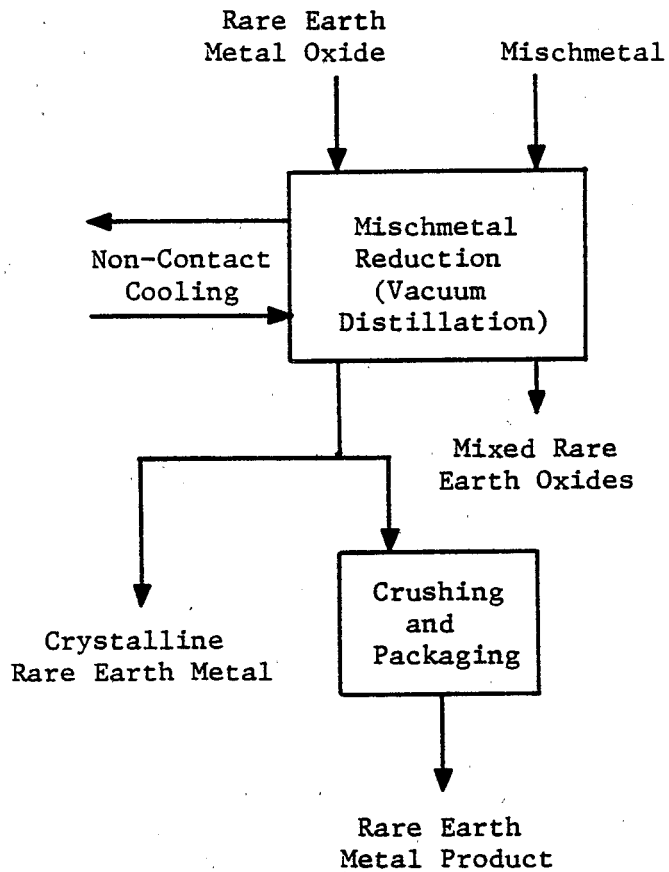 Rare Earth
Metal Oxide
Mischmetal
Mischmetal
Reduction
(Vacuum
Distillation)
Non-Contact
Cooling
Mixed Rare
Earth Oxides
Crystalline
Rare Earth Metal
Crushing
and
Packaging
Rare Earth
Metal Product